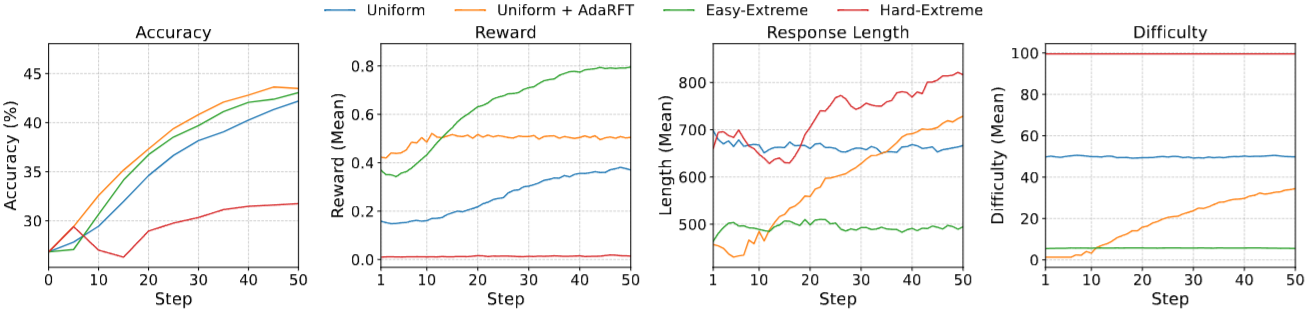 Uniform Uniform + AdaRFT Easy-Extreme Hard-Extreme
Accuracy
Accuracy (%)
45
40
35
30
0 10 20 30 40 50
Step
Reward
Reward (Mean)
0.8
0.6
0.4
0.2
0.0
1 10 20 30 40 50
Step
Response Length
Length (Mean)
800
700
600
500
1 10 20 30 40 50
Step
Difficulty
Difficulty (Mean)
100
80
60
40
20
0
1 10 20 30 40 50
Step